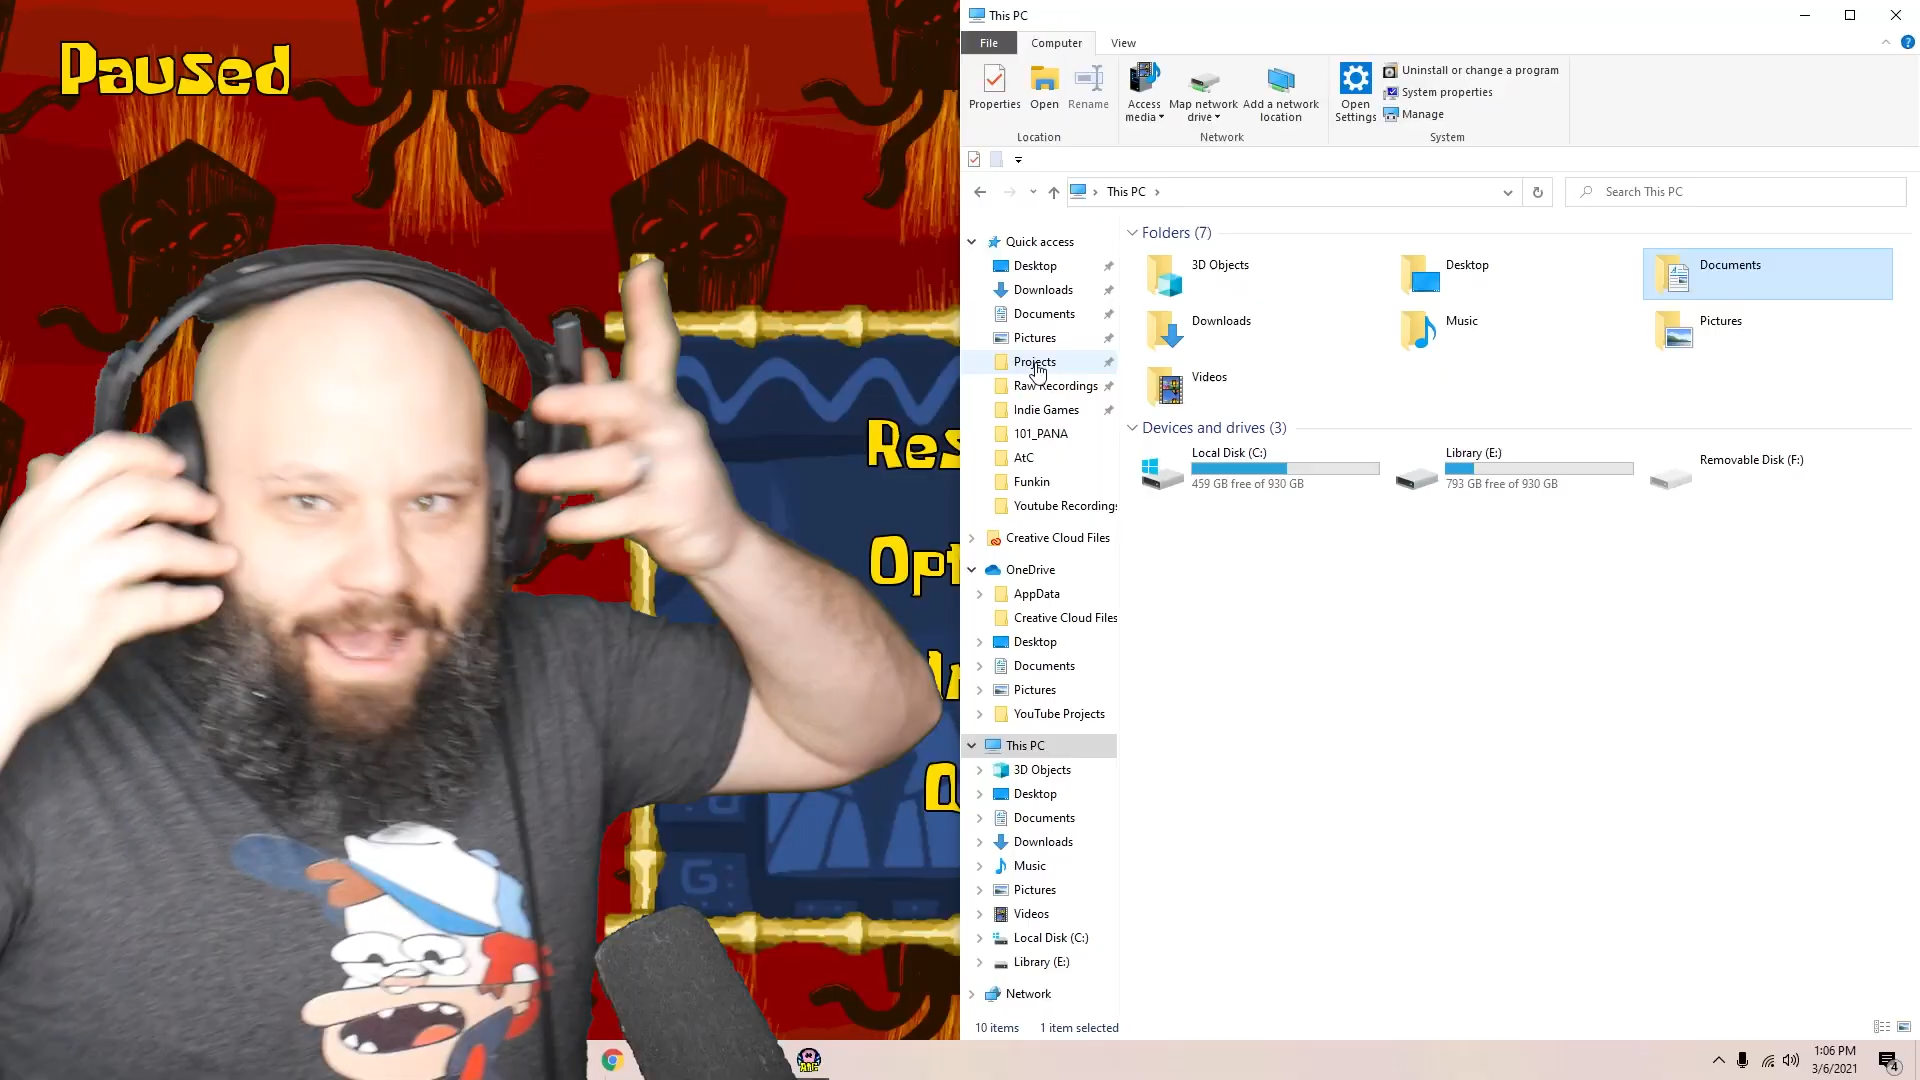 Paused
Res
Opt
Q
G:
This PC
File
Computer
View
Properties
Open
Rename
Access media
Map network drive
Add a network location
Open Settings
Uninstall or change a program
System properties
Manage
Location
Network
System
This PC
Search This PC
Quick access
Desktop
Downloads
Documents
Pictures
Projects
Raw Recordings
Indie Games
101_PANA
AtC
Funkin
Youtube Recordings
Creative Cloud Files
OneDrive
AppData
Creative Cloud Files
Desktop
Documents
Pictures
YouTube Projects
This PC
3D Objects
Desktop
Documents
Downloads
Music
Pictures
Videos
Local Disk (C:)
Library (E:)
Network
Folders (7)
3D Objects
Desktop
Documents
Downloads
Music
Pictures
Videos
Devices and drives (3)
Local Disk (C:)
459 GB free of 930 GB
Library (E:)
793 GB free of 930 GB
Removable Disk (F:)
10 items
1 item selected
1:06 PM
3/6/2021
4